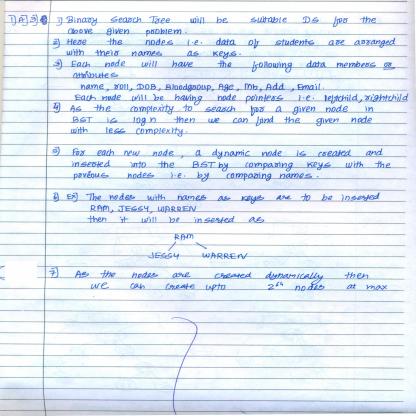 1) Binary Search Tree will be suitable DS for the
above given problem.
2) Here the nodes i.e. data of students are arranged
with their names as keys.
3) Each node will have the following data members or
attributes
name, roll, DOB, Bloodgroup, Age, Mb, Add, Email.
Each node will be having node pointers i.e. leftchild, rightchild
4) As the complexity to search for a given node in
BST is log n then we can find the given node
with less complexity.
5) For each new node, a dynamic node is created and
inserted into the BST by comparing keys with the
previous nodes i.e. by comparing names.
6) Ex) The nodes with names as keys are to be inserted
RAM, JESSY, WARREN
then it will be inserted as
RAM
JESSY WARREN
7) As the nodes are created dynamically then
we can create upto nodes at max